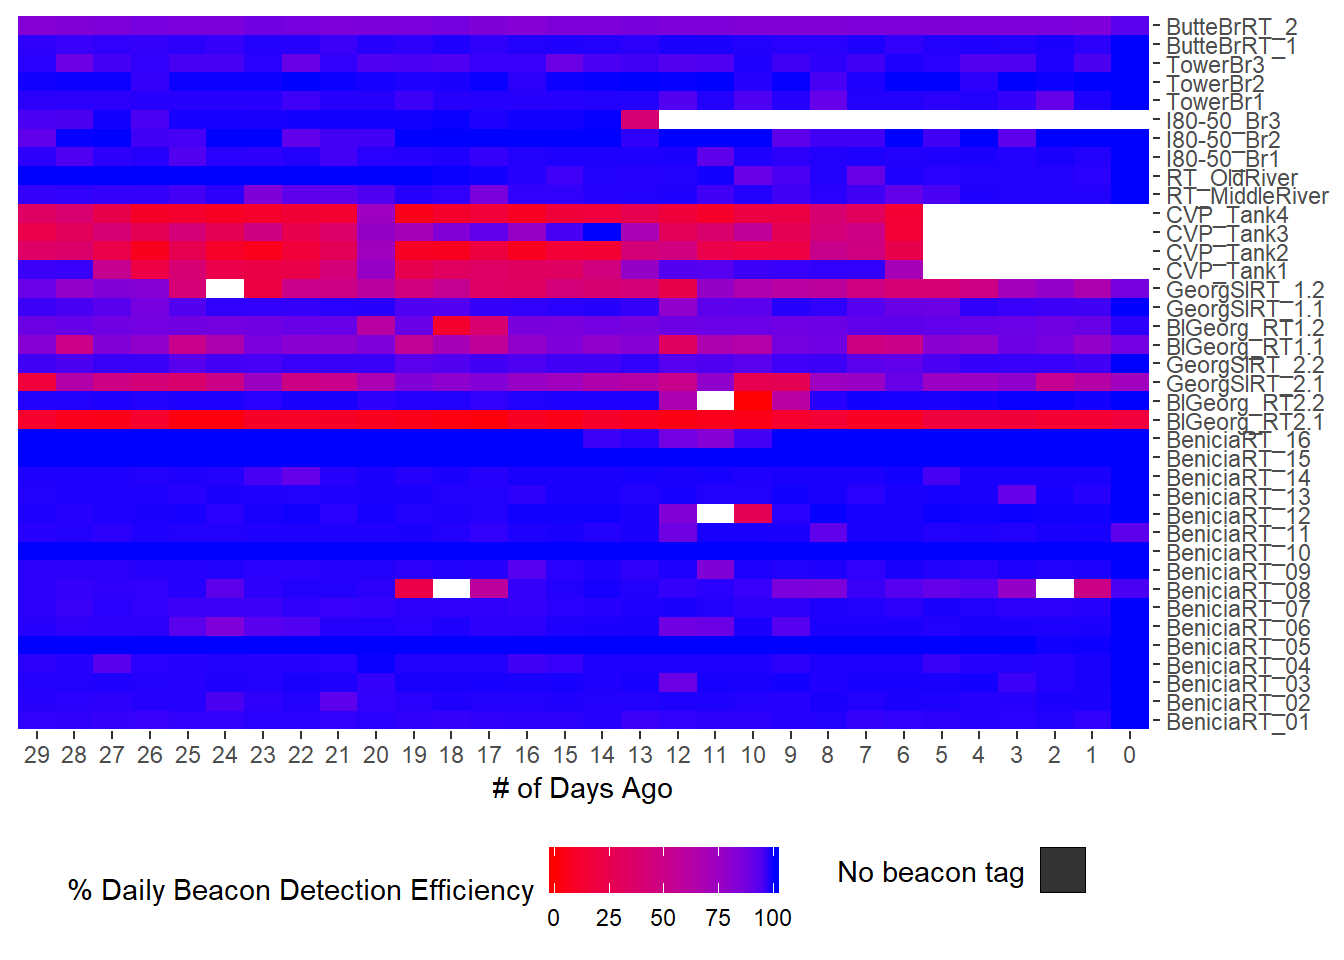 ButteBrRT_2
ButteBrRT_1
TowerBr3
TowerBr2
TowerBr1
I80-50_Br3
I80-50_Br2
I80-50_Br1
RT_OldRiver
RT_MiddleRiver
CVP_Tank4
CVP_Tank3
CVP_Tank2
CVP_Tank1
GeorgSlRT_1.2
GeorgSlRT_1.1
BlGeorg_RT1.2
BlGeorg_RT1.1
GeorgSlRT_2.2
GeorgSlRT_2.1
BlGeorg_RT2.2
BlGeorg_RT2.1
BeniciaRT_16
BeniciaRT_15
BeniciaRT_14
BeniciaRT_13
BeniciaRT_12
BeniciaRT_11
BeniciaRT_10
BeniciaRT_09
BeniciaRT_08
BeniciaRT_07
BeniciaRT_06
BeniciaRT_05
BeniciaRT_04
BeniciaRT_03
BeniciaRT_02
BeniciaRT_01
29 28 27 26 25 24 23 22 21 20 19 18 17 16 15 14 13 12 11 10 9 8 7 6 5 4 3 2 1 0
# of Days Ago
% Daily Beacon Detection Efficiency
0 25 50 75 100
No beacon tag